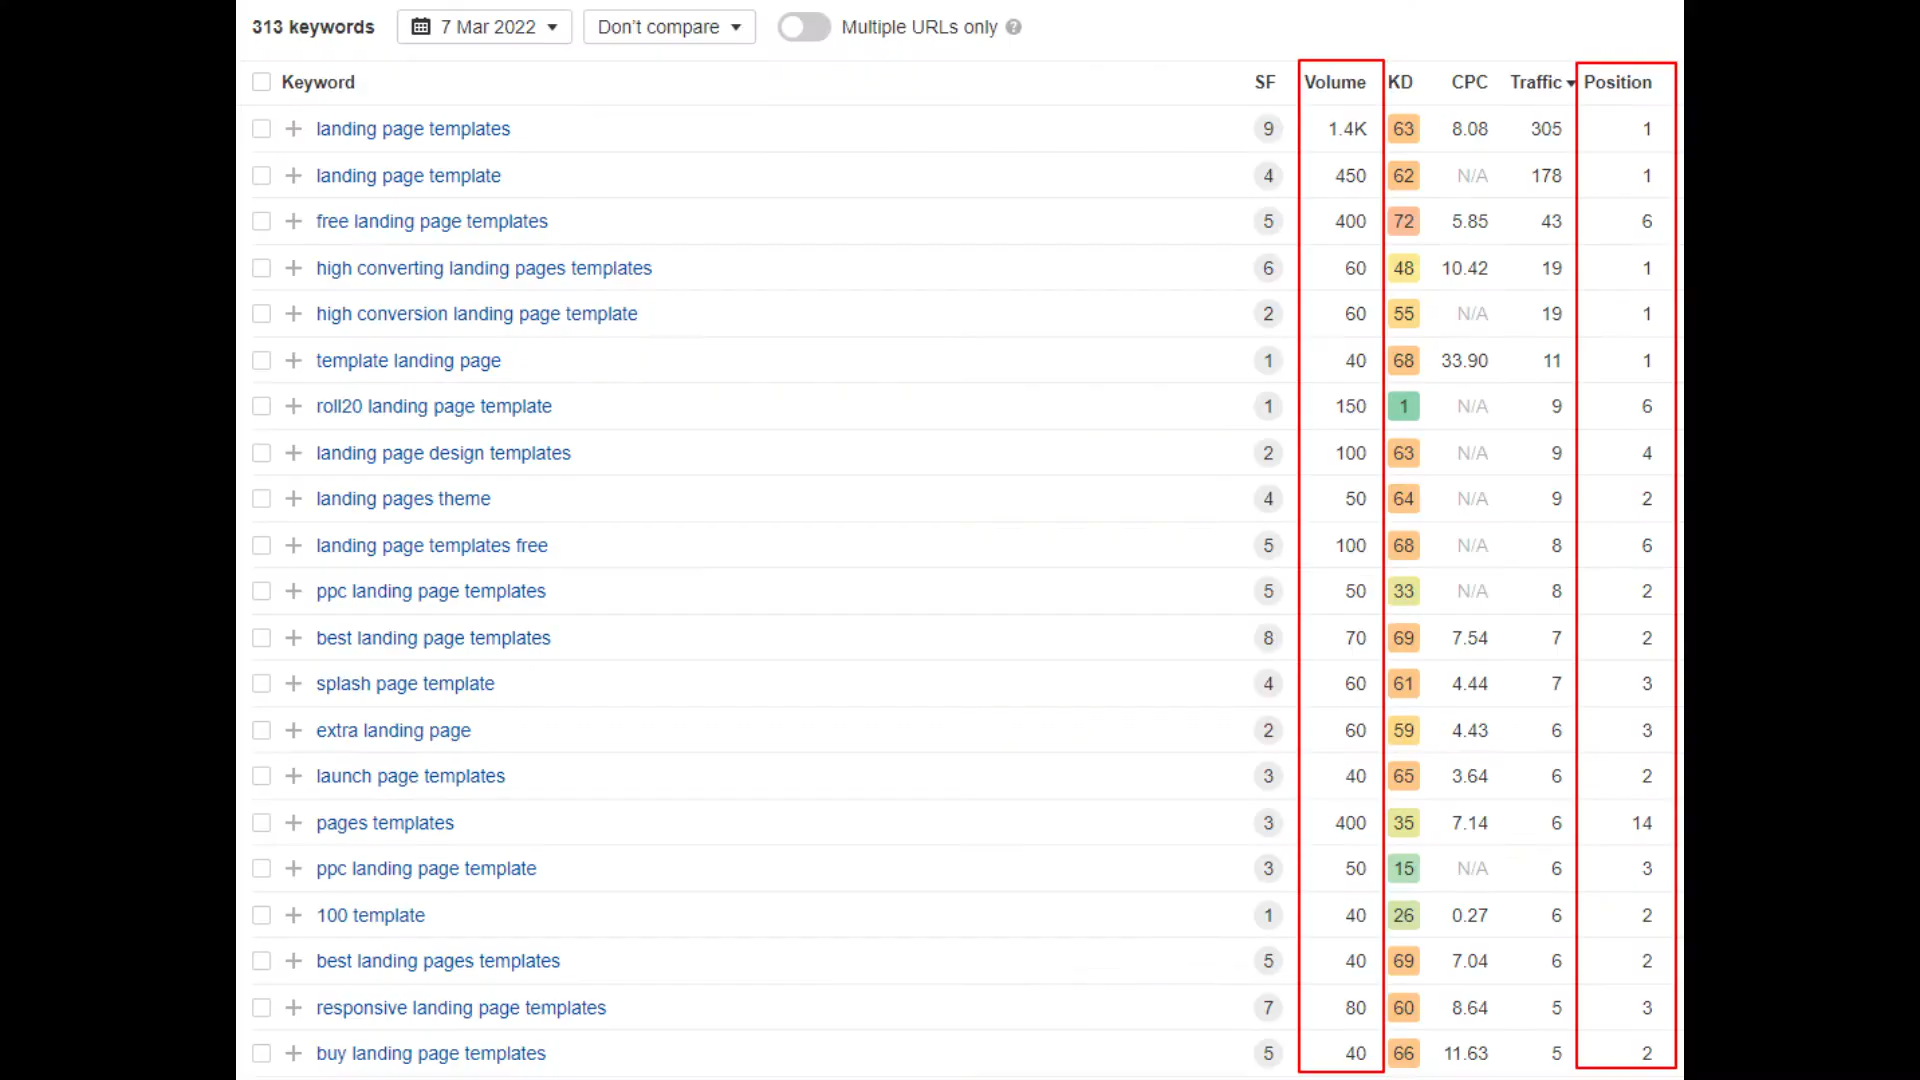 313 keywords 7 Mar 2022 Don't compare Multiple URLs only ?
Keyword SF Volume KD CPC Traffic Position
landing page templates 9 1.4K 63 8.08 305 1
landing page template 4 450 62 N/A 178 1
free landing page templates 5 400 72 5.85 43 6
high converting landing pages templates 6 60 48 10.42 19 1
high conversion landing page template 2 60 55 N/A 19 1
template landing page 1 40 68 33.90 11 1
roll20 landing page template 1 150 1 N/A 9 6
landing page design templates 2 100 63 N/A 9 4
landing pages theme 4 50 64 N/A 9 2
landing page templates free 5 100 68 N/A 8 6
ppc landing page templates 5 50 33 N/A 8 2
best landing page templates 8 70 69 7.54 7 2
splash page template 4 60 61 4.44 7 3
extra landing page 2 60 59 4.43 6 3
launch page templates 3 40 65 3.64 6 2
pages templates 3 400 35 7.14 6 14
ppc landing page template 3 50 15 N/A 6 3
100 template 1 40 26 0.27 6 2
best landing pages templates 5 40 69 7.04 6 2
responsive landing page templates 7 80 60 8.64 5 3
buy landing page templates 5 40 66 11.63 5 2